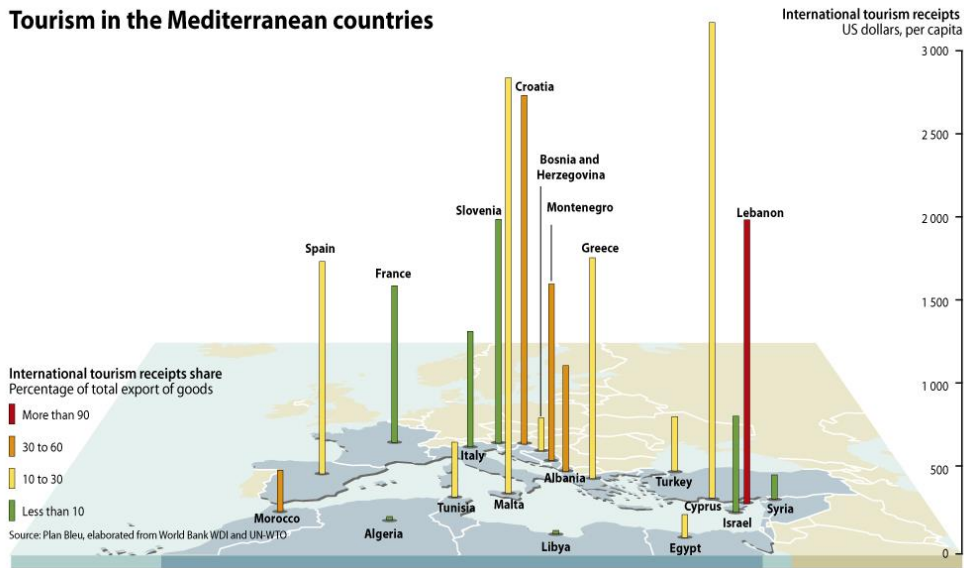 Tourism in the Mediterranean countries
International tourism receipts
US dollars, per capita
3 000
2 500
2 000
1 500
1 000
500
0
Croatia
Bosnia and
Herzegovina
Montenegro
Slovenia
Lebanon
Spain
Greece
France
International tourism receipts share
Percentage of total export of goods
More than 90
30 to 60
10 to 30
Less than 10
Italy
Albania
Turkey
Cyprus
Malta
Tunisia
Syria
Morocco
Israel
Algeria
Libya
Egypt
Source: Plan Bleu, elaborated from World Bank WDI and UN-WTO